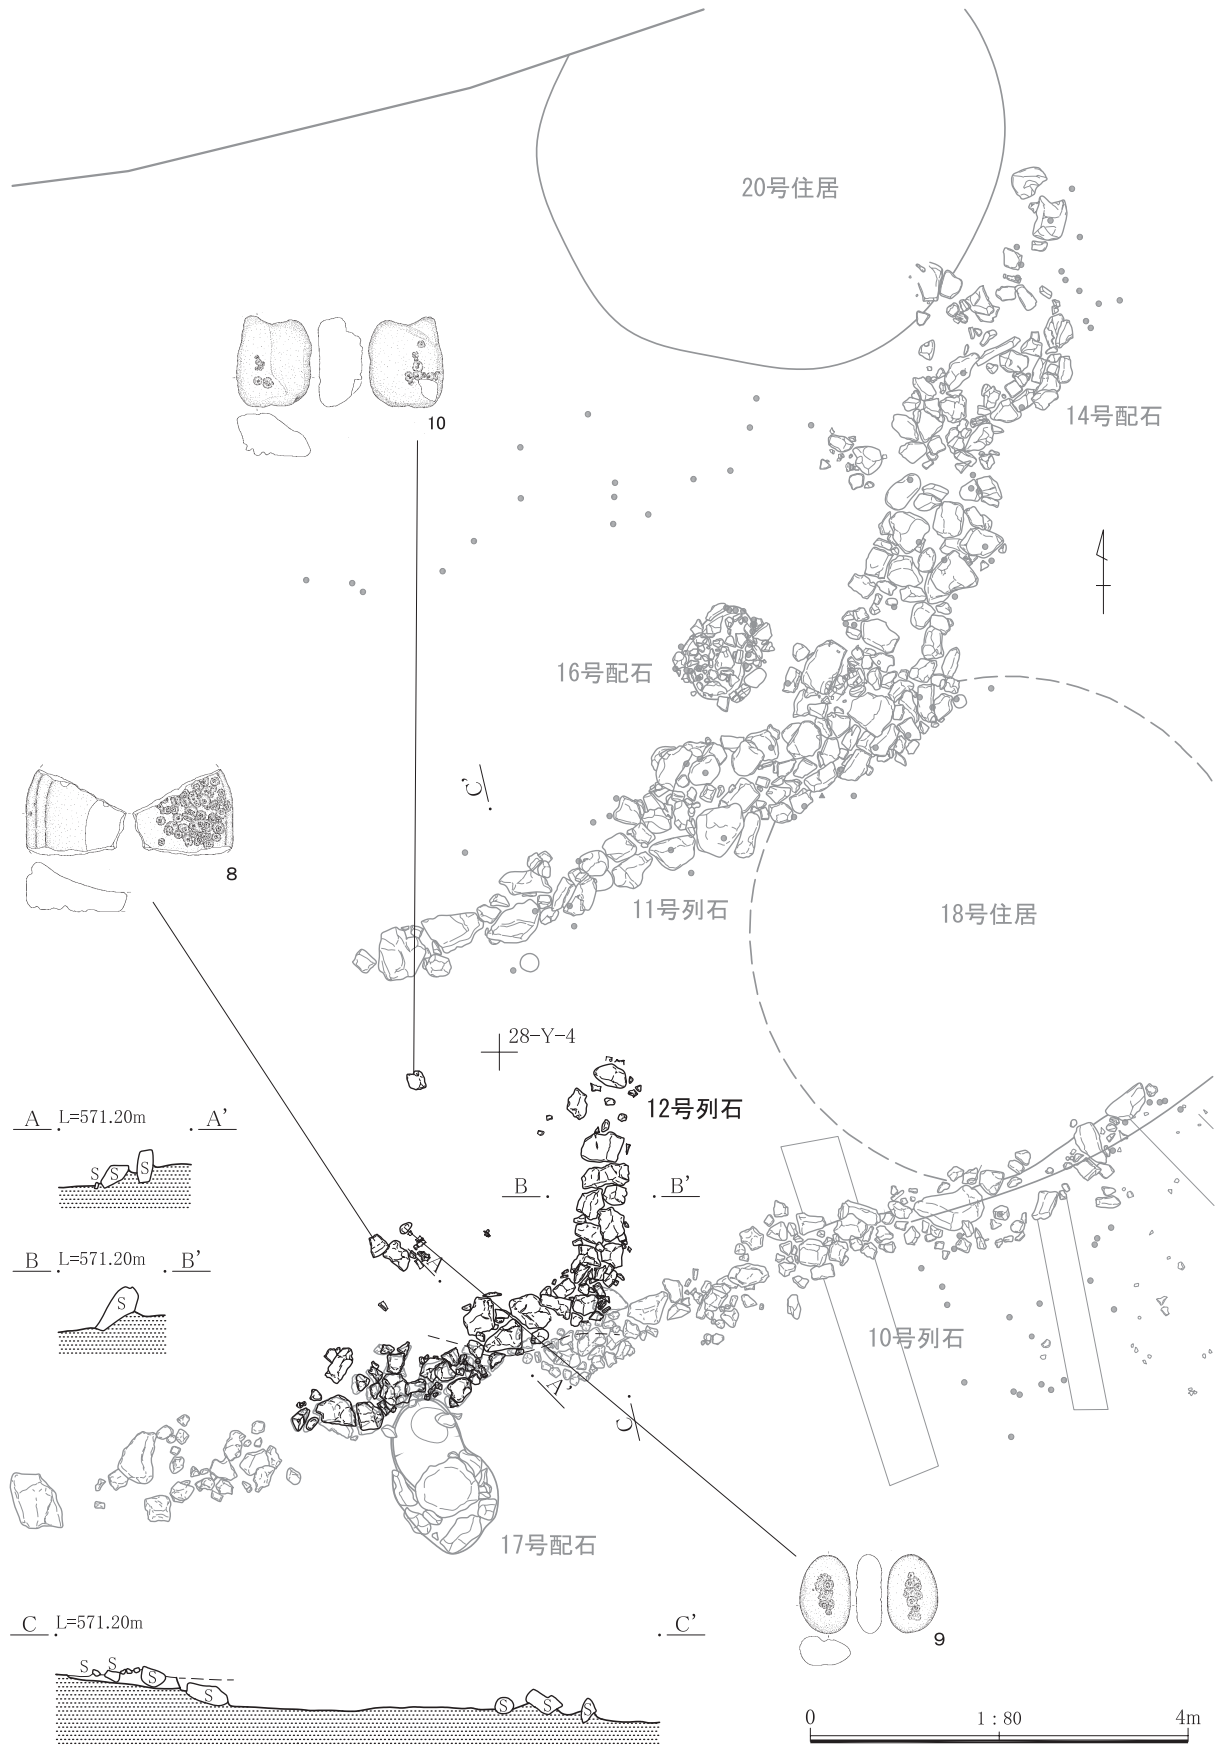 20号住居
14号配石
10
16号配石
C'
8
11号列石
18号住居
28-Y-4
12号列石
A L=571.20m A'
S S S
B B'
B L=571.20m B'
S
A
10号列石
A'
C
17号配石
9
C L=571.20m C'
S S S S S S S
0 1：80 4m